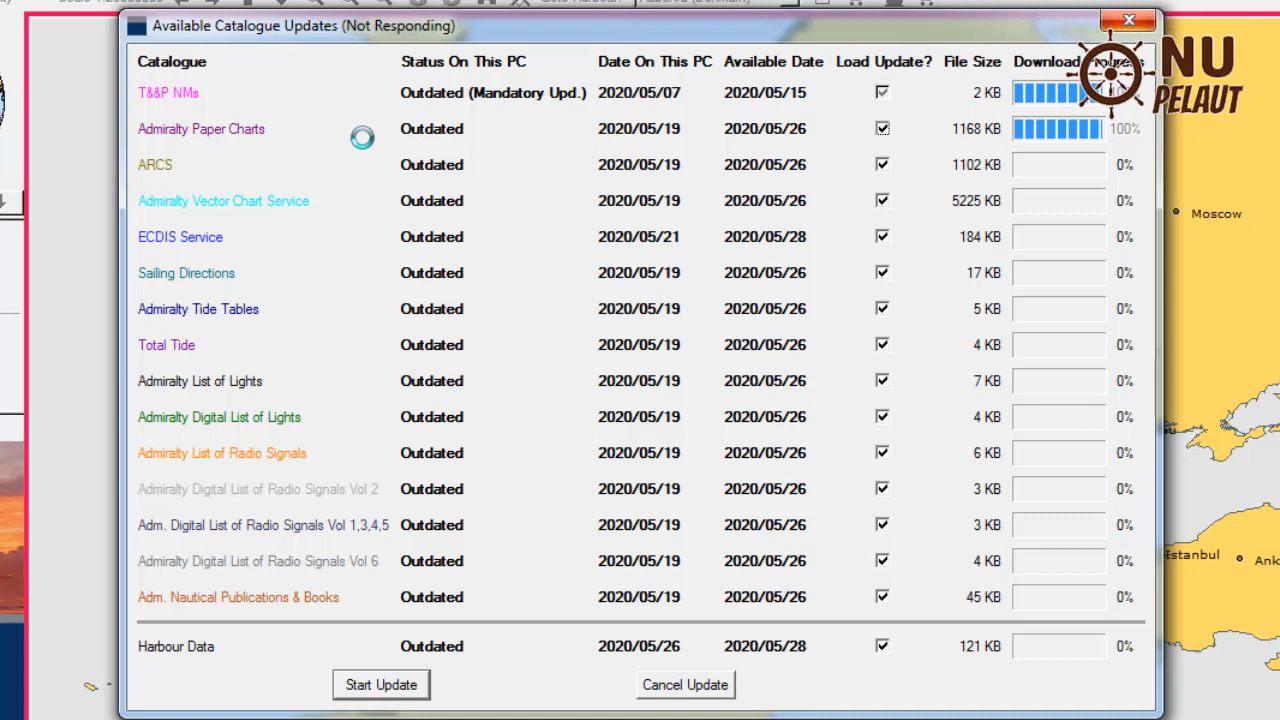 Available Catalogue Updates (Not Responding)
Catalogue Status On This PC Date On This PC Available Date Load Update? File Size Download
T&&P NMs Outdated (Mandatory Upd.) 2020/05/07 2020/05/15 2 KB
Admiralty Paper Charts Outdated 2020/05/19 2020/05/26 1168 KB 100%
ARCS Outdated 2020/05/19 2020/05/26 1102 KB 0%
Admiralty Vector Chart Service Outdated 2020/05/19 2020/05/26 5225 KB 0%
ECDIS Service Outdated 2020/05/21 2020/05/28 184 KB 0%
Sailing Directions Outdated 2020/05/19 2020/05/26 17 KB 0%
Admiralty Tide Tables Outdated 2020/05/19 2020/05/26 5 KB 0%
Total Tide Outdated 2020/05/19 2020/05/26 4 KB 0%
Admiralty List of Lights Outdated 2020/05/19 2020/05/26 7 KB 0%
Admiralty Digital List of Lights Outdated 2020/05/19 2020/05/26 4 KB 0%
Admiralty List of Radio Signals Outdated 2020/05/19 2020/05/26 6 KB 0%
Admiralty Digital List of Radio Signals Vol 2 Outdated 2020/05/19 2020/05/26 3 KB 0%
Adm. Digital List of Radio Signals Vol 1,3,4,5 Outdated 2020/05/19 2020/05/26 3 KB 0%
Admiralty Digital List of Radio Signals Vol 6 Outdated 2020/05/19 2020/05/26 4 KB 0%
Adm. Nautical Publications & Books Outdated 2020/05/19 2020/05/26 45 KB 0%
Harbour Data Outdated 2020/05/26 2020/05/28 121 KB 0%
Start Update Cancel Update
NU
PELAUT
Moscow
Istanbul
Ank